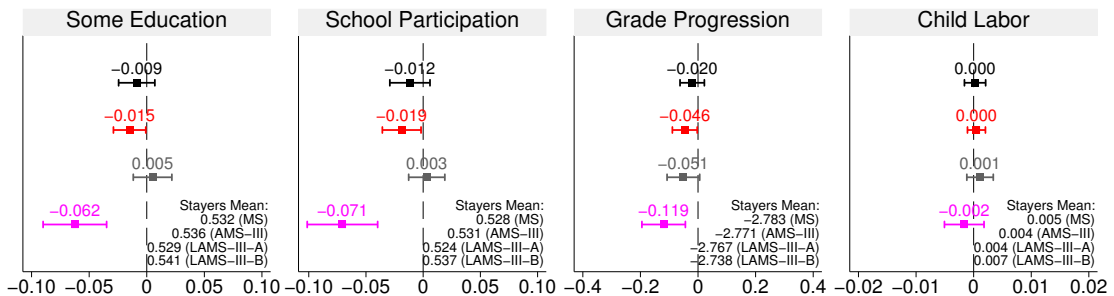 Some Education
−0.009
−0.015
0.005
−0.062
Stayers Mean:
0.532 (MS)
0.536 (AMS−III)
0.529 (LAMS−III−A)
0.541 (LAMS−III−B)
−0.10 −0.05 0 0.05 0.10
School Participation
−0.012
−0.019
0.003
−0.071
Stayers Mean:
0.528 (MS)
0.531 (AMS−III)
0.524 (LAMS−III−A)
0.537 (LAMS−III−B)
−0.10 −0.05 0 0.05 0.10
Grade Progression
−0.020
−0.046
−0.051
−0.119
Stayers Mean:
−2.783 (MS)
−2.771 (AMS−III)
−2.767 (LAMS−III−A)
−2.738 (LAMS−III−B)
−0.4 −0.2 0 0.2 0.4
Child Labor
0.000
0.000
0.001
−0.002
Stayers Mean:
0.005 (MS)
0.004 (AMS−III)
0.004 (LAMS−III−A)
0.007 (LAMS−III−B)
−0.02 −0.01 0 0.01 0.02